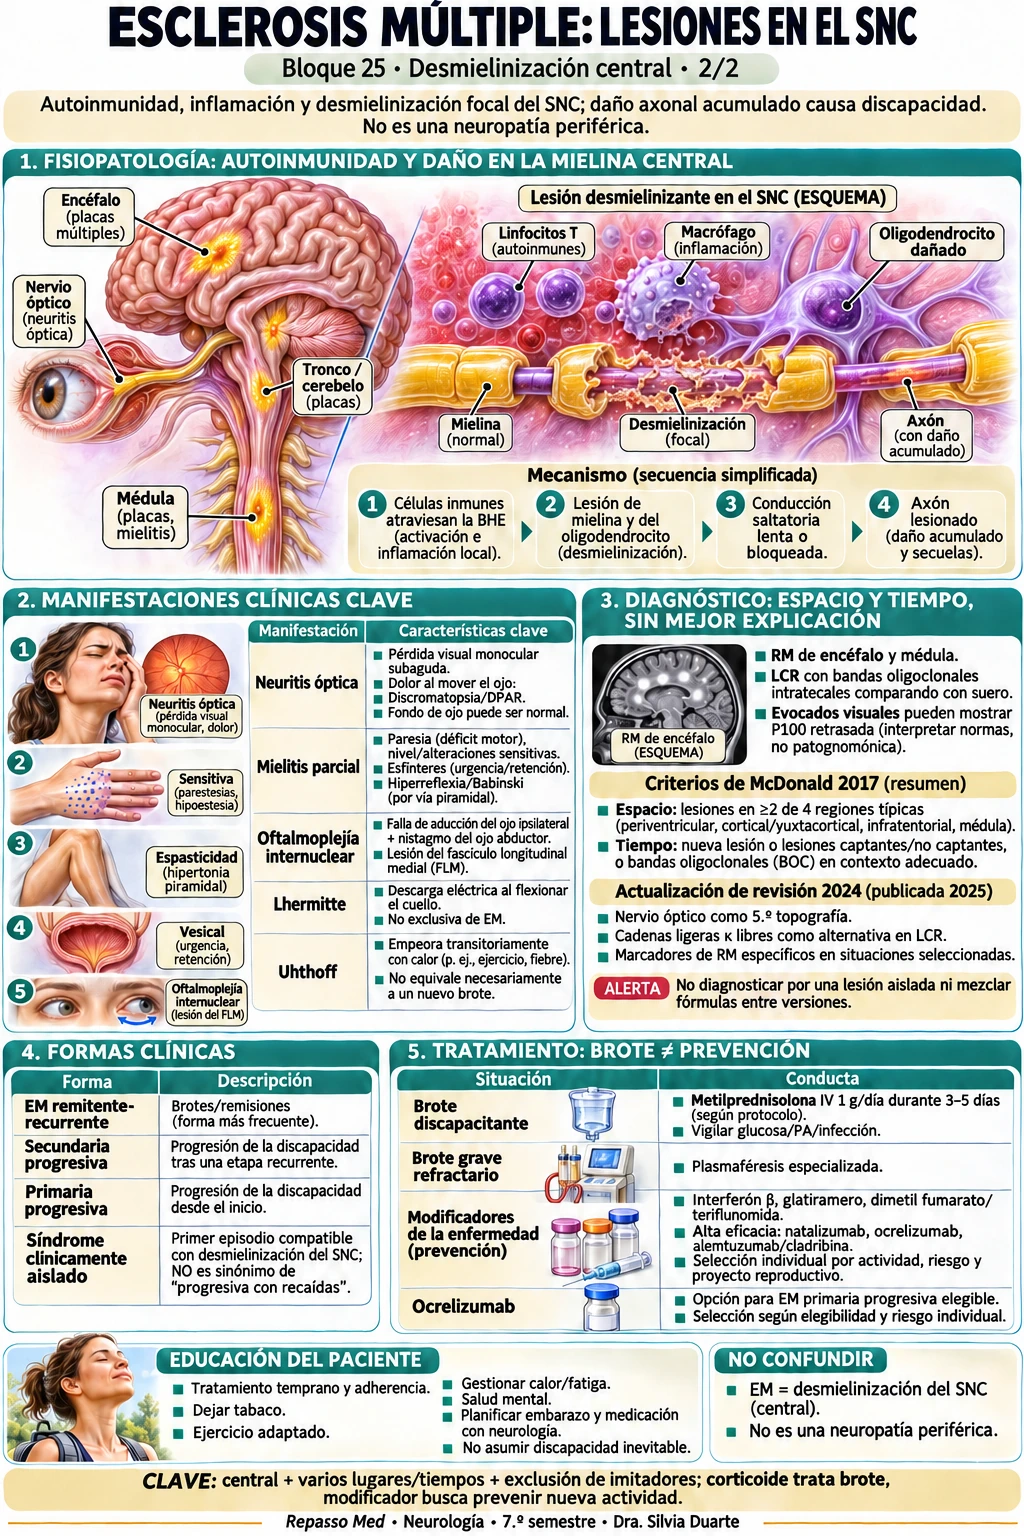 ESCLEROSIS MÚLTIPLE: LESIONES EN EL SNC
Bloque 25 • Desmielinización central • 2/2
Autoinmunidad, inflamación y desmielinización focal del SNC; daño axonal acumulado causa discapacidad.
No es una neuropatía periférica.
1. FISIOPATOLOGÍA: AUTOINMUNIDAD Y DAÑO EN LA MIELINA CENTRAL
Encéfalo
(placas
múltiples)
Nervio
óptico
(neuritis
óptica)
Tronco /
cerebelo
(placas)
Médula
(placas,
mielitis)
Lesión desmielinizante en el SNC (ESQUEMA)
Linfocitos T
(autoinmunes)
Macrófago
(inflamación)
Oligodendrocito
dañado
Mielina
(normal)
Desmielinización
(focal)
Axón
(con daño
acumulado)
Mecanismo (secuencia simplificada)
1 Células inmunes
atraviesan la BHE
(activación e
inflamación local).
2 Lesión de
mielina y del
oligodendrocito
(desmielinización).
3 Conducción
saltatoria
lenta o
bloqueada.
4 Axón
lesionado
(daño acumulado
y secuelas).
2. MANIFESTACIONES CLÍNICAS CLAVE
1
Neuritis óptica
(pérdida visual
monocular, dolor)
2
Sensitiva
(parestesias,
hipoestesia)
3
Espasticidad
(hipertonia
piramidal)
4
Vesical
(urgencia,
retención)
5
Oftalmoplejía
internuclear
(lesión del FLM)
Manifestación
Características clave
Neuritis óptica
■ Pérdida visual monocular
subaguda.
■ Dolor al mover el ojo:
■ Discromatopsia/DPAR.
■ Fondo de ojo puede ser normal.
Mielitis parcial
■ Paresia (déficit motor),
nivel/alteraciones sensitivas.
■ Esfínteres (urgencia/retención).
■ Hiperreflexia/Babinski
(por vía piramidal).
Oftalmoplejía
internuclear
■ Falla de aducción del ojo ipsilateral
+ nistagmo del ojo abductor.
■ Lesión del fascículo longitudinal
medial (FLM).
Lhermitte
■ Descarga eléctrica al flexionar
el cuello.
■ No exclusiva de EM.
Uhthoff
■ Empeora transitoriamente
con calor (p. ej., ejercicio, fiebre).
■ No equivale necesariamente
a un nuevo brote.
3. DIAGNÓSTICO: ESPACIO Y TIEMPO,
SIN MEJOR EXPLICACIÓN
RM de encéfalo
(ESQUEMA)
■ RM de encéfalo y médula.
■ LCR con bandas oligoclonales
intratecales comparando con suero.
■ Evocados visuales pueden mostrar
P100 retrasada (interpretar normas,
no patognomónica).
Criterios de McDonald 2017 (resumen)
■ Espacio: lesiones en ≥2 de 4 regiones típicas
(periventricular, cortical/yuxtacortical, infratentorial, médula).
■ Tiempo: nueva lesión o lesiones captantes/no captantes,
o bandas oligoclonales (BOC) en contexto adecuado.
Actualización de revisión 2024 (publicada 2025)
■ Nervio óptico como 5.º topografía.
■ Cadenas ligeras κ libres como alternativa en LCR.
■ Marcadores de RM específicos en situaciones seleccionadas.
ALERTA No diagnosticar por una lesión aislada ni mezclar
fórmulas entre versiones.
4. FORMAS CLÍNICAS
Forma
Descripción
EM remitente-
recurrente
Brotes/remisiones
(forma más frecuente).
Secundaria
progresiva
Progresión de la discapacidad
tras una etapa recurrente.
Primaria
progresiva
Progresión de la discapacidad
desde el inicio.
Síndrome
clínicamente
aislado
Primer episodio compatible
con desmielinización del SNC;
NO es sinónimo de
“progresiva con recaídas”.
5. TRATAMIENTO: BROTE ≠ PREVENCIÓN
Situación
Conducta
Brote
discapacitante
■ Metilprednisolona IV 1 g/día durante 3–5 días
(según protocolo).
■ Vigilar glucosa/PA/infección.
Brote grave
refractario
■ Plasmaféresis especializada.
Modificadores
de la enfermedad
(prevención)
■ Interferón β, glatiramero, dimetil fumarato/
teriflunomida.
■ Alta eficacia: natalizumab, ocrelizumab,
alemtuzumab/cladribina.
■ Selección individual por actividad, riesgo y
proyecto reproductivo.
Ocrelizumab
■ Opción para EM primaria progresiva elegible.
■ Selección según elegibilidad y riesgo individual.
EDUCACIÓN DEL PACIENTE
■ Tratamiento temprano y adherencia.
■ Dejar tabaco.
■ Ejercicio adaptado.
■ Gestionar calor/fatiga.
■ Salud mental.
■ Planificar embarazo y medicación
con neurología.
■ No asumir discapacidad inevitable.
NO CONFUNDIR
■ EM = desmielinización del SNC
(central).
■ No es una neuropatía periférica.
CLAVE: central + varios lugares/tiempos + exclusión de imitadores; corticoide trata brote,
modificador busca prevenir nueva actividad.
Repasso Med • Neurología • 7.º semestre • Dra. Silvia Duarte